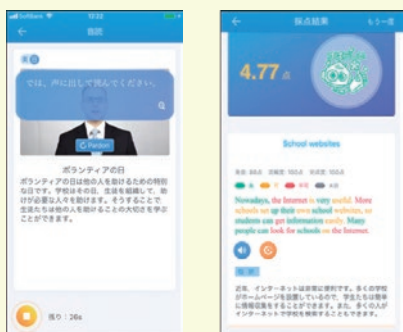 SoftBank 12:22
朗読
では、声に出して読んでください。
Pardon
ボランティアの日
ボランティアの日は他の人を助けるための特別
な日です。学校はその日、生徒を組織して、助
けが必要な人々を助けます。そうすることで
生徒たちは他の人を助けることの大切さを学ぶ
ことができます。
残り：26s
採点結果 もう一度
4.77 点
School websites
Nowadays, the Internet is very useful. More
schools set up their own school websites, so
students can get information easily. Many
people can look for schools on the Internet.
近年、インターネットは非常に便利です。多くの学校
がホームページを設置しているので、学生たちは簡単
に情報収集をすることができます。また、多くの人が
インターネットで学校を検索することもできます。